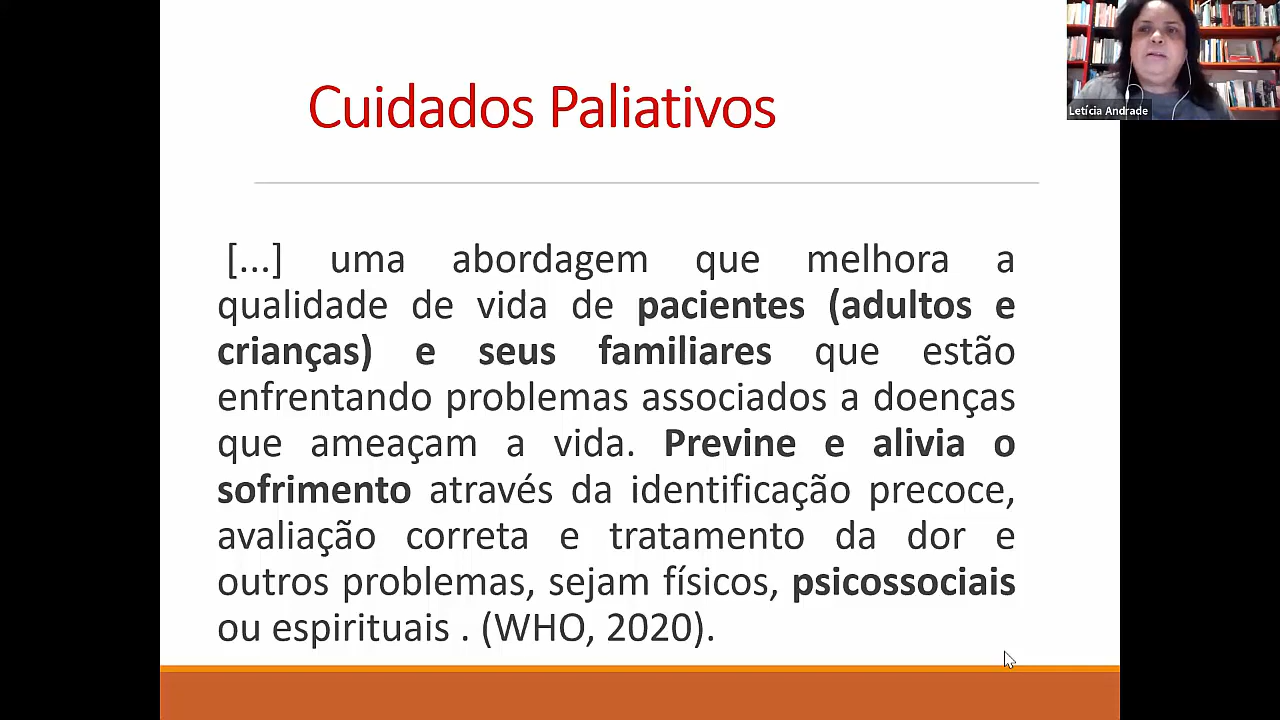 Cuidados Paliativos
Letícia Andrade
[...] uma abordagem que melhora a
qualidade de vida de pacientes (adultos e
crianças) e seus familiares que estão
enfrentando problemas associados a doenças
que ameaçam a vida. Previne e alivia o
sofrimento através da identificação precoce,
avaliação correta e tratamento da dor e
outros problemas, sejam físicos, psicossociais
ou espirituais . (WHO, 2020).